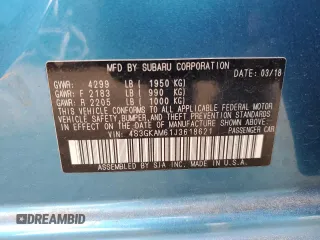 MFD BY SUBARU CORPORATION
03/18
GVWR: 4299 LB ( 1950 KG)
GAWR: F 2183 LB ( 990 KG)
GAWR: R 2205 LB ( 1000 KG)
THIS VEHICLE CONFORMS TO ALL APPLICABLE FEDERAL MOTOR
VEHICLE SAFETY, BUMPER, AND THEFT PREVENTION STANDARDS
IN EFFECT ON THE DATE OF MANUFACTURE SHOWN ABOVE.
VIN: 4S3GKAM61J3618621 PASSENGER CAR
ASSEMBLED BY SIA, INC. MADE IN U.S.A.
DREAMBID